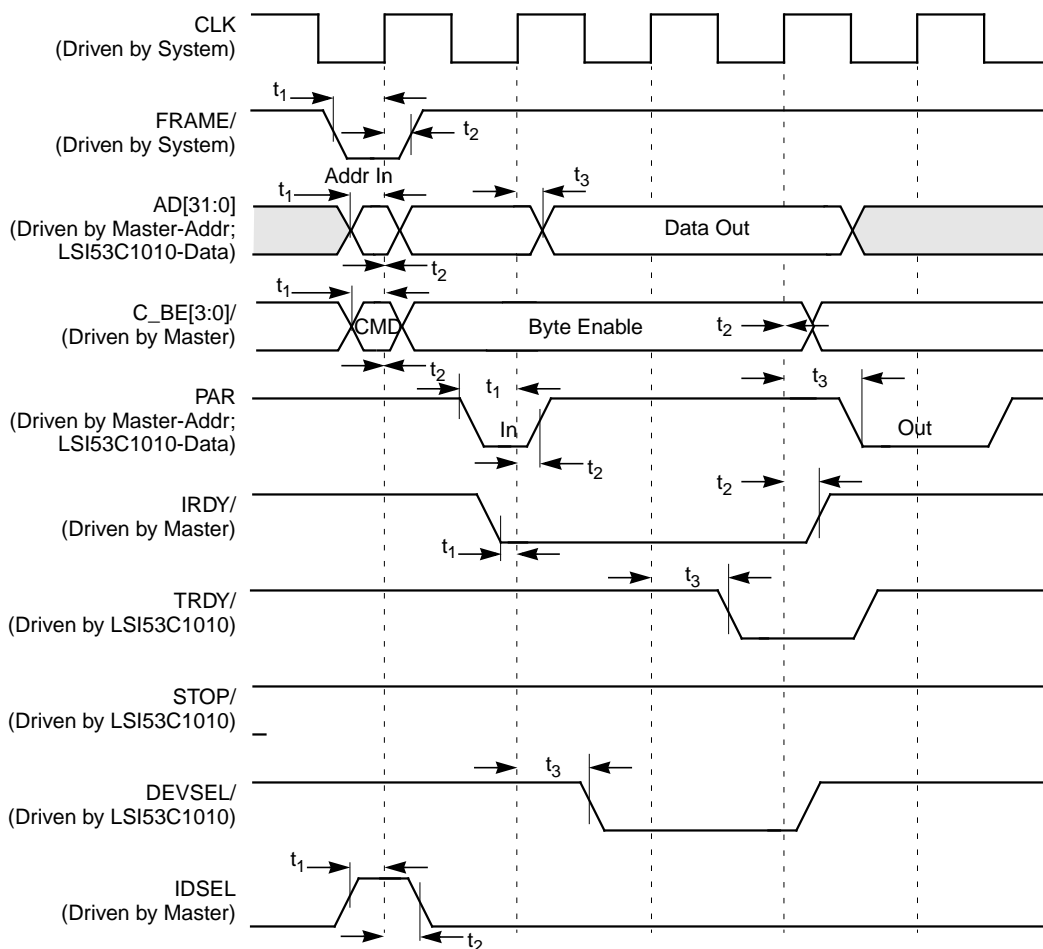 CLK
(Driven by System)
t1
FRAME/
(Driven by System)
t2
Addr In
t1
t3
AD[31:0]
(Driven by Master-Addr;
LSI53C1010-Data)
Data Out
t2
t1
C_BE[3:0]/
(Driven by Master)
CMD
Byte Enable
t2
t2
PAR
(Driven by Master-Addr;
LSI53C1010-Data)
t1
t3
In
Out
t2
IRDY/
(Driven by Master)
t2
t1
TRDY/
(Driven by LSI53C1010)
t3
STOP/
(Driven by LSI53C1010)
DEVSEL/
(Driven by LSI53C1010)
t3
t1
IDSEL
(Driven by Master)
t2